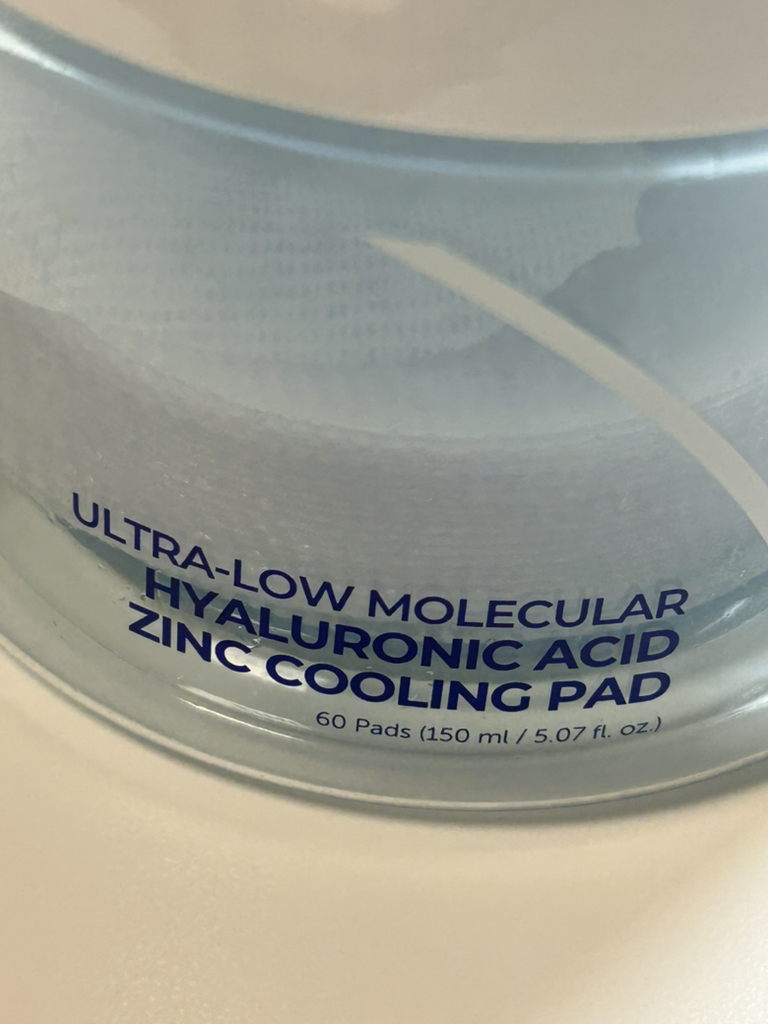 ULTRA-LOW MOLECULAR
HYALURONIC ACID
ZINC COOLING PAD
60 Pads (150 ml / 5.07 fl. oz.)